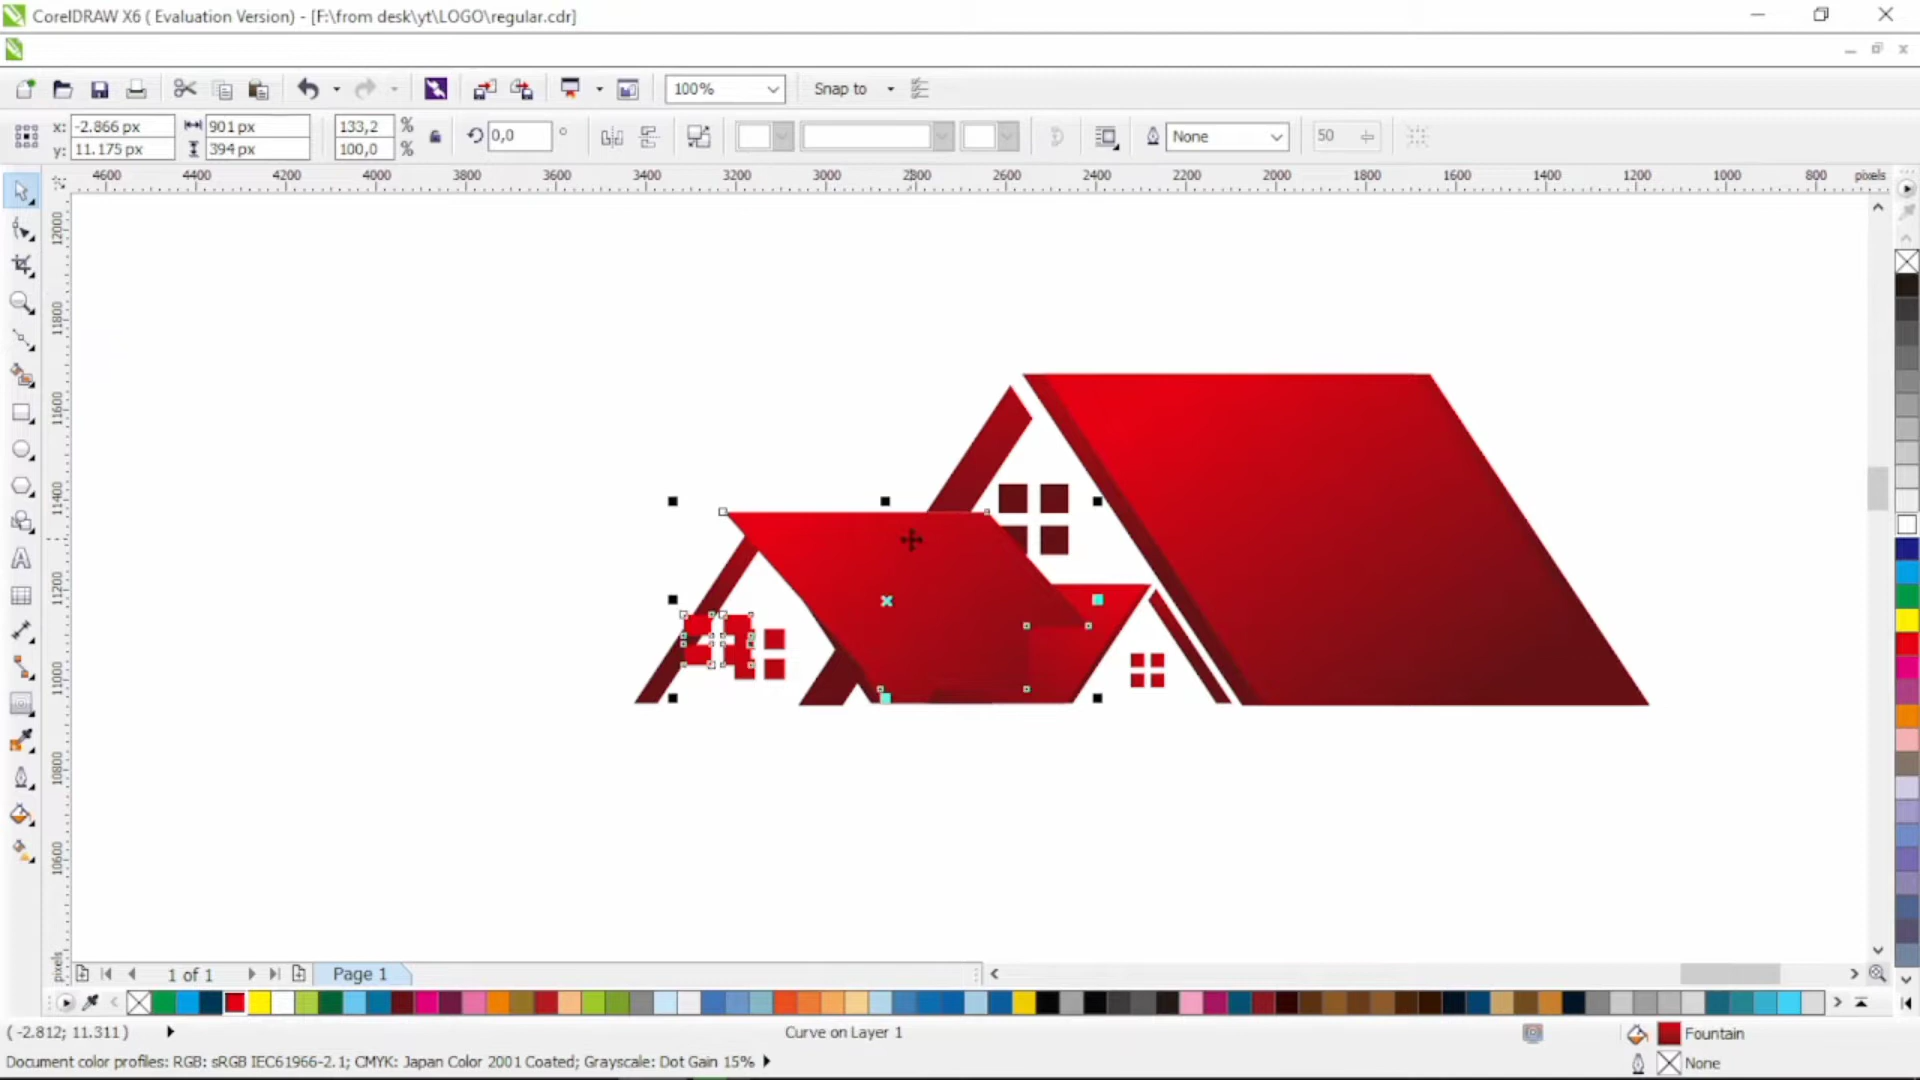 CorelDRAW X6 ( Evaluation Version) - [F:\from desk\yt\LOGO\regular.cdr]
100%
Snap to
x: -2.866 px
901 px
133,2 %
y: 11.175 px
394 px
100,0 %
0,0 °
None
50
4600 4400 4200 4000 3800 3600 3400 3200 3000 2800 2600 2400 2200 2000 1800 1600 1400 1200 1000 800 pixels
12000
11800
11600
11400
11200
11000
10800
10600
pixels
1 of 1
Page 1
( -2.812; 11.311 )
Curve on Layer 1
Fountain
Document color profiles: RGB: sRGB IEC61966-2.1; CMYK: Japan Color 2001 Coated; Grayscale: Dot Gain 15%
None